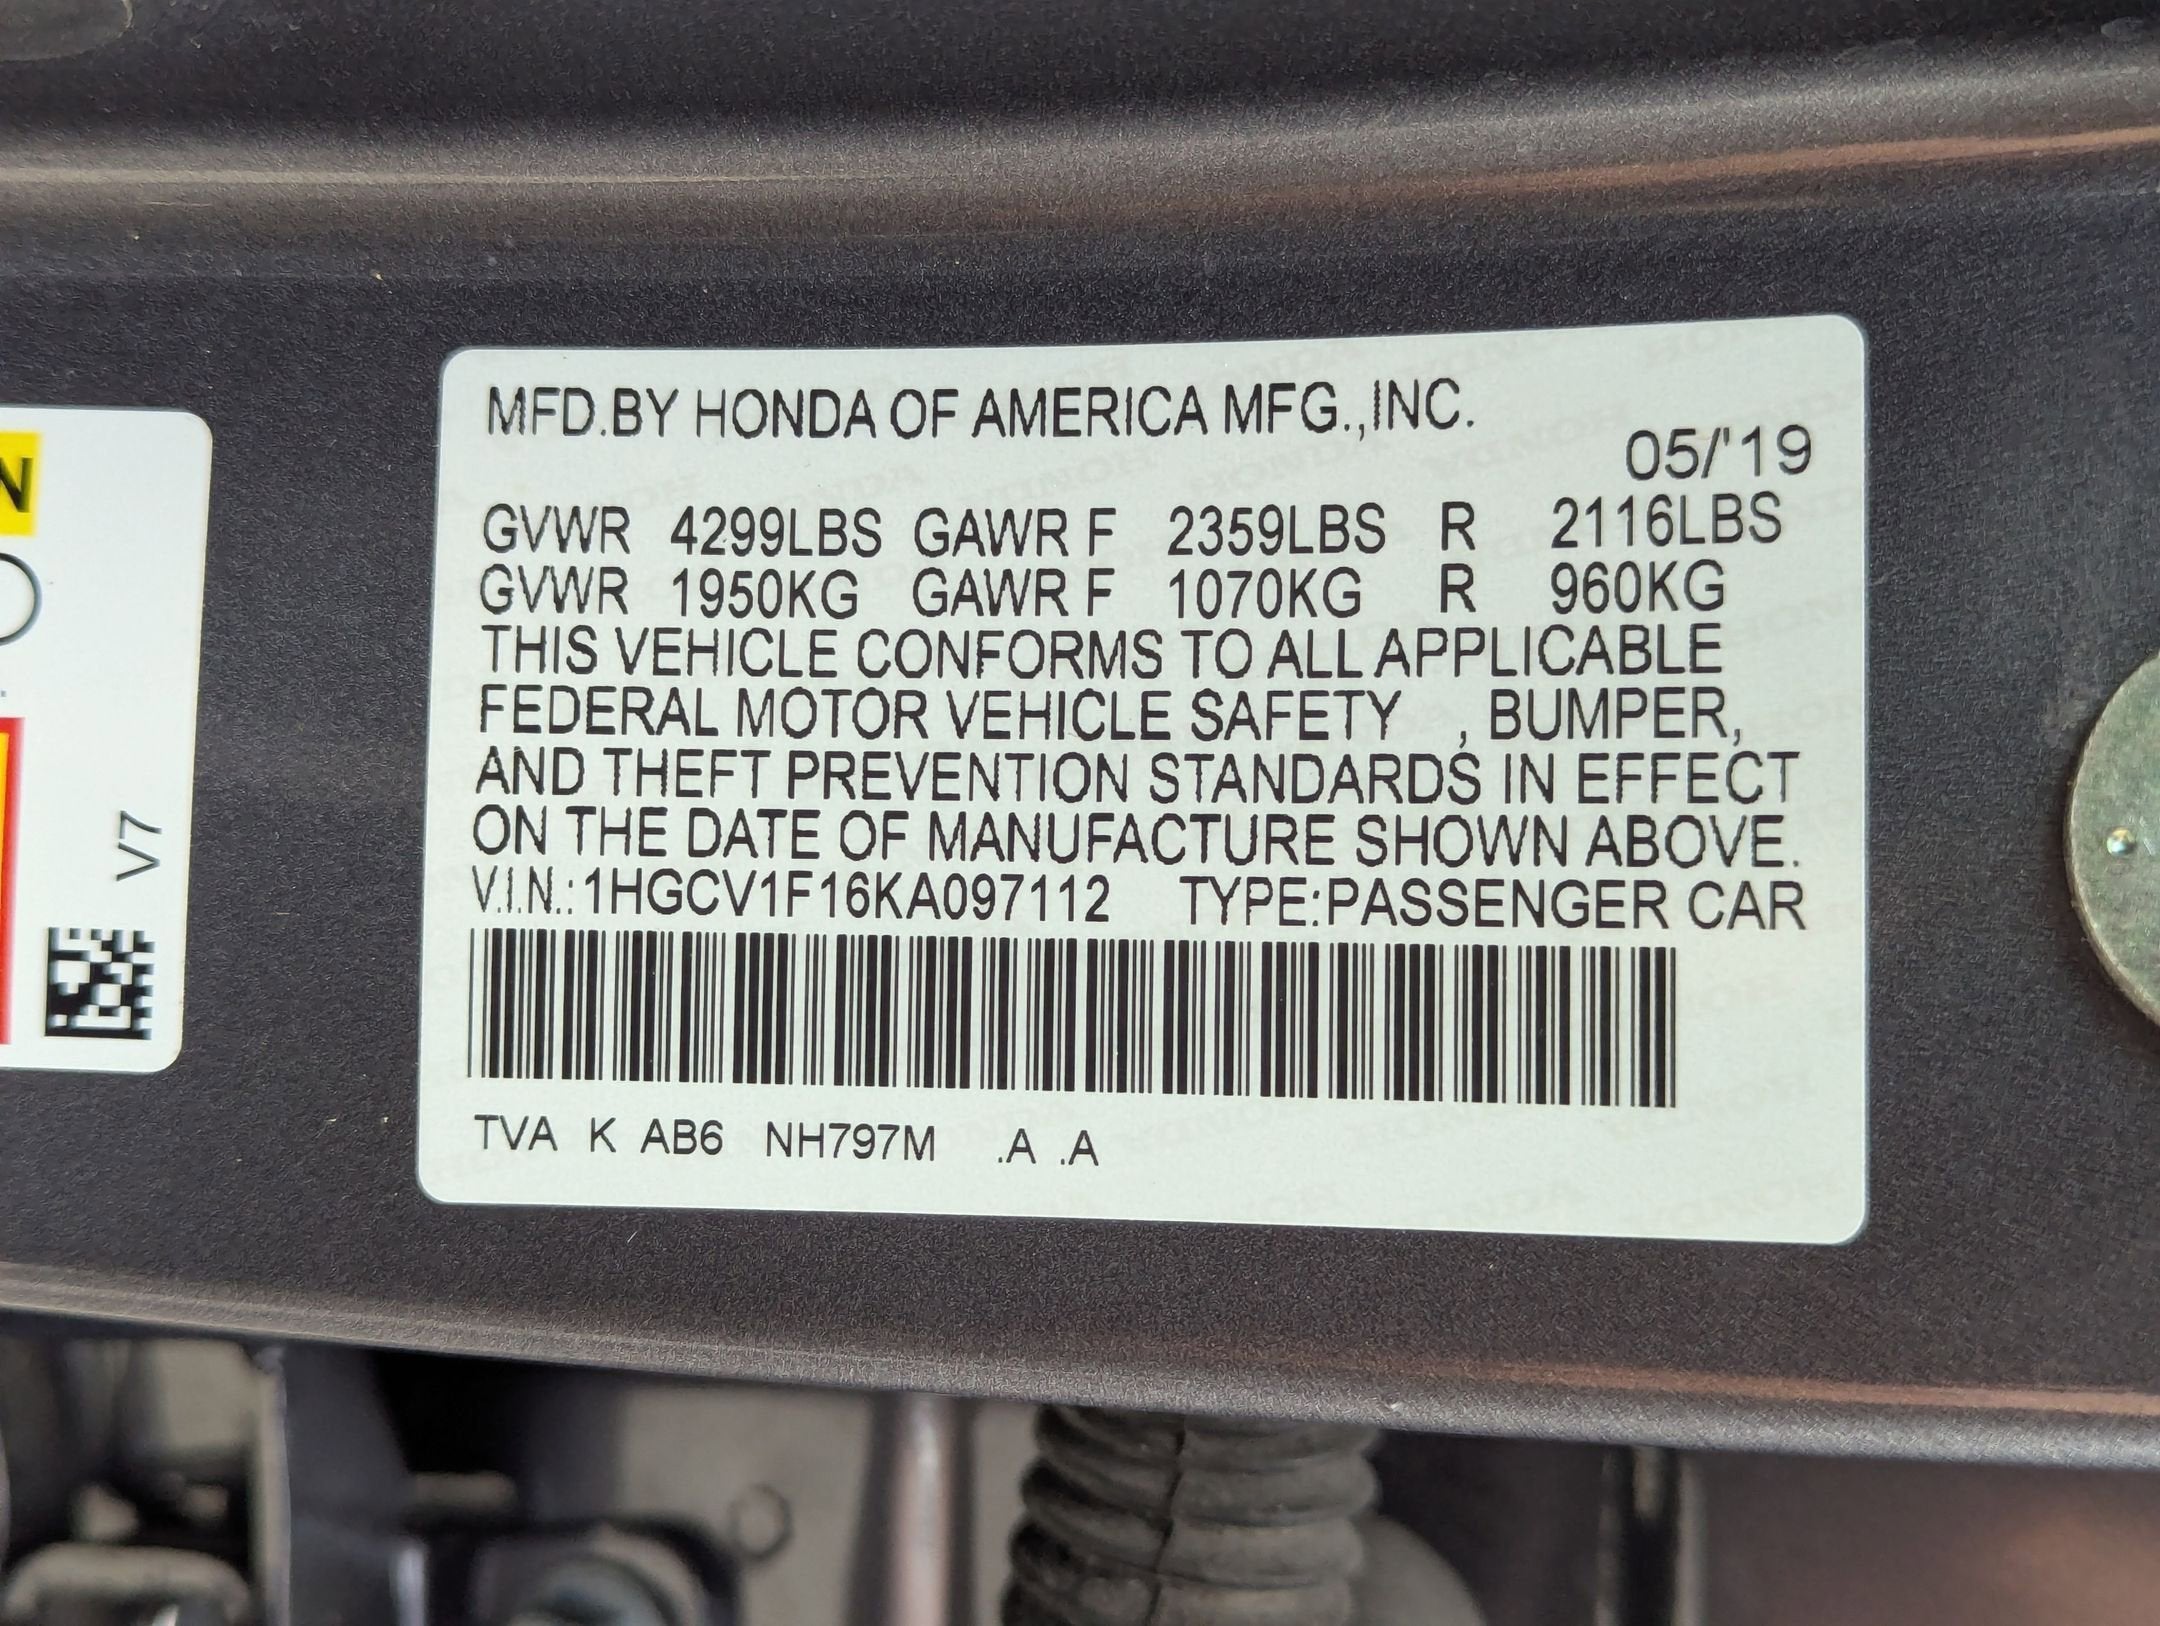 MFD.BY HONDA OF AMERICA MFG.,INC.
05/'19
GVWR 4299LBS GAWR F 2359LBS R 2116LBS
GVWR 1950KG GAWR F 1070KG R 960KG
THIS VEHICLE CONFORMS TO ALL APPLICABLE
FEDERAL MOTOR VEHICLE SAFETY , BUMPER,
AND THEFT PREVENTION STANDARDS IN EFFECT
ON THE DATE OF MANUFACTURE SHOWN ABOVE.
V.I.N.: 1HGCV1F16KA097112 TYPE:PASSENGER CAR
TVA K AB6 NH797M .A .A
N
V7